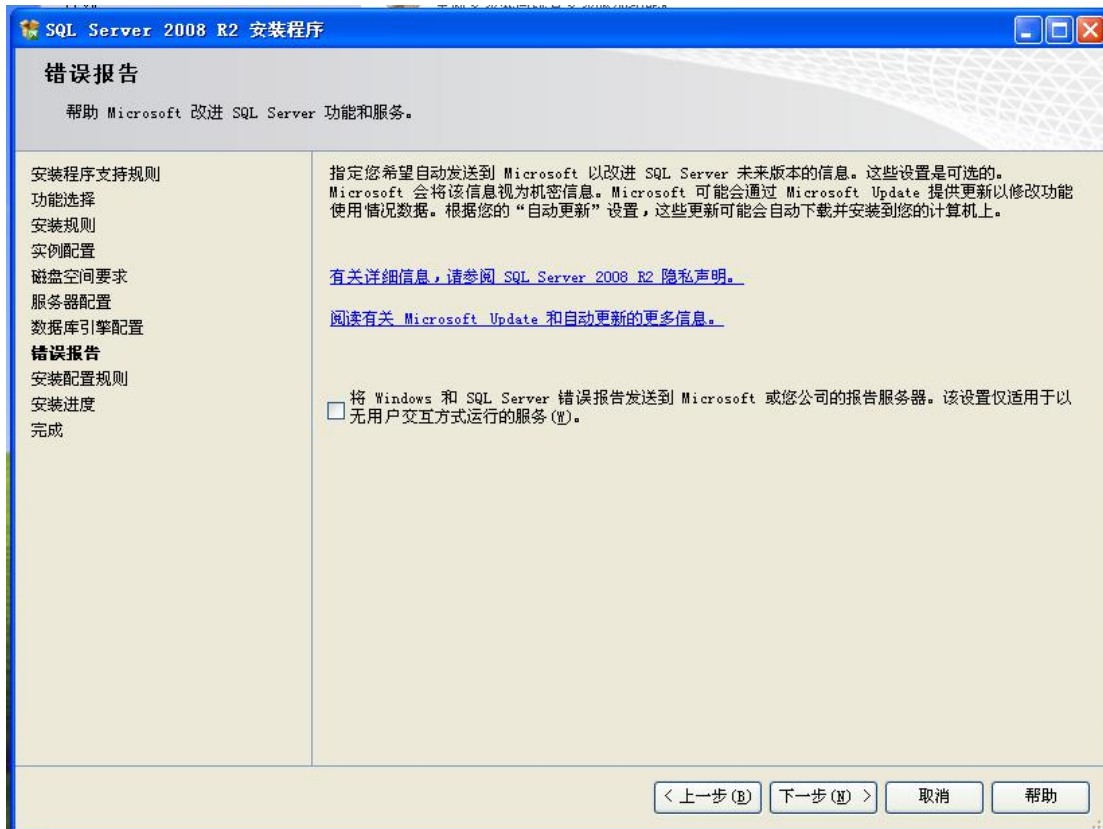 SQL Server 2008 R2 安装程序
错误报告
帮助 Microsoft 改进 SQL Server 功能和服务。
安装程序支持规则
功能选择
安装规则
实例配置
磁盘空间要求
服务器配置
数据库引擎配置
错误报告
安装配置规则
安装进度
完成
指定您希望自动发送到 Microsoft 以改进 SQL Server 未来版本的信息。这些设置是可选的。
Microsoft 会将该信息视为机密信息。Microsoft 可能会通过 Microsoft Update 提供更新以修改功能
使用情况数据。根据您的“自动更新”设置，这些更新可能会自动下载并安装到您的计算机上。
有关详细信息，请参阅 SQL Server 2008 R2 隐私声明。
阅读有关 Microsoft Update 和自动更新的更多信息。
将 Windows 和 SQL Server 错误报告发送到 Microsoft 或您公司的报告服务器。该设置仅适用于以
无用户交互方式运行的服务(W)。
< 上一步(B)
下一步(N) >
取消
帮助